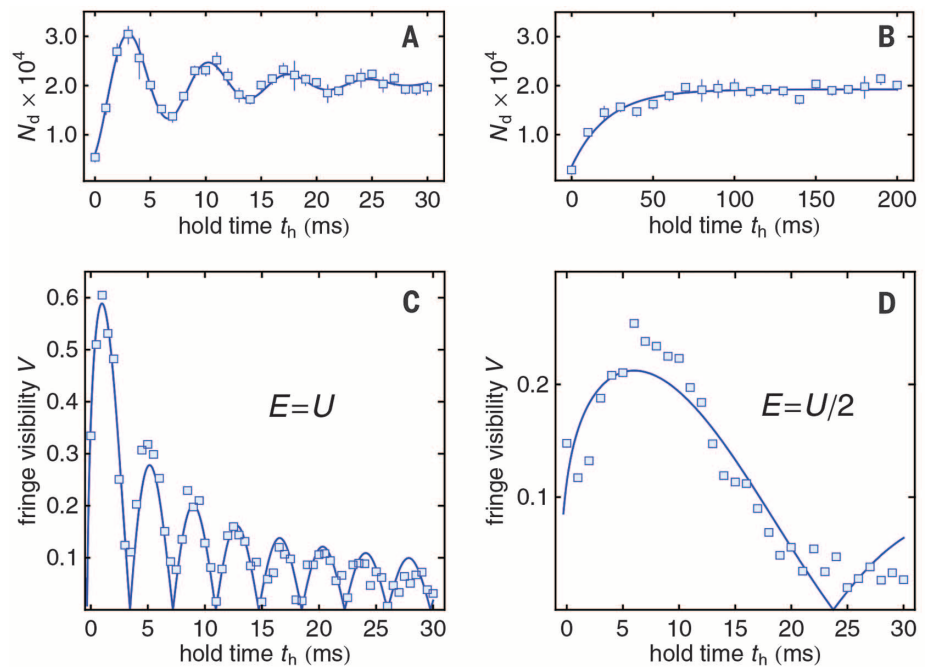 A
N_d × 10^4
3.0
2.0
1.0
0 5 10 15 20 25 30
hold time t_h (ms)
B
N_d × 10^4
3.0
2.0
1.0
0 50 100 150 200
hold time t_h (ms)
C
fringe visibility V
0.6
0.5
0.4
0.3
0.2
0.1
E=U
0 5 10 15 20 25 30
hold time t_h (ms)
D
fringe visibility V
0.2
0.1
E=U/2
0 5 10 15 20 25 30
hold time t_h (ms)